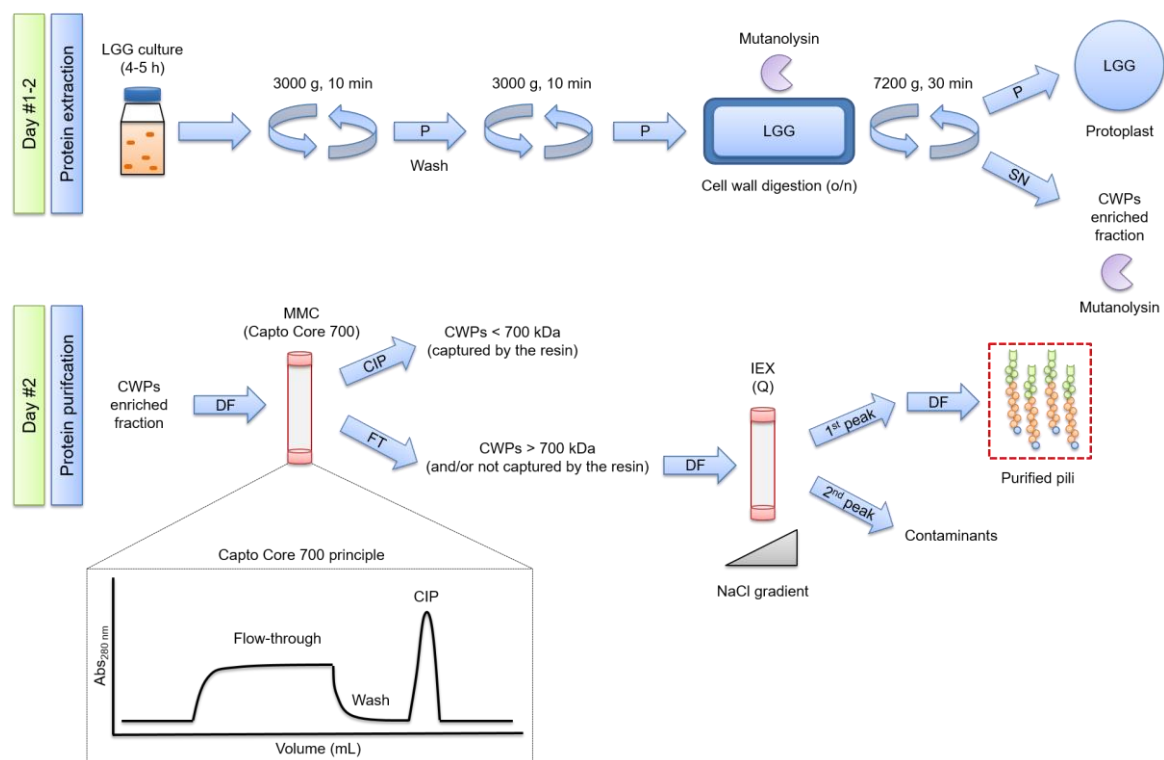 Day #1-2
Protein extraction
LGG culture
(4-5 h)
3000 g, 10 min
P
Wash
3000 g, 10 min
P
Mutanolysin
LGG
Cell wall digestion (o/n)
7200 g, 30 min
P
LGG
Protoplast
SN
CWPs
enriched
fraction
Mutanolysin
Day #2
Protein purifcation
CWPs
enriched
fraction
DF
MMC
(Capto Core 700)
CIP
CWPs < 700 kDa
(captured by the resin)
FT
CWPs > 700 kDa
(and/or not captured by the resin)
DF
IEX
(Q)
NaCl gradient
1st peak
DF
Purified pili
2nd peak
Contaminants
Capto Core 700 principle
Abs280 nm
Flow-through
Wash
CIP
Volume (mL)